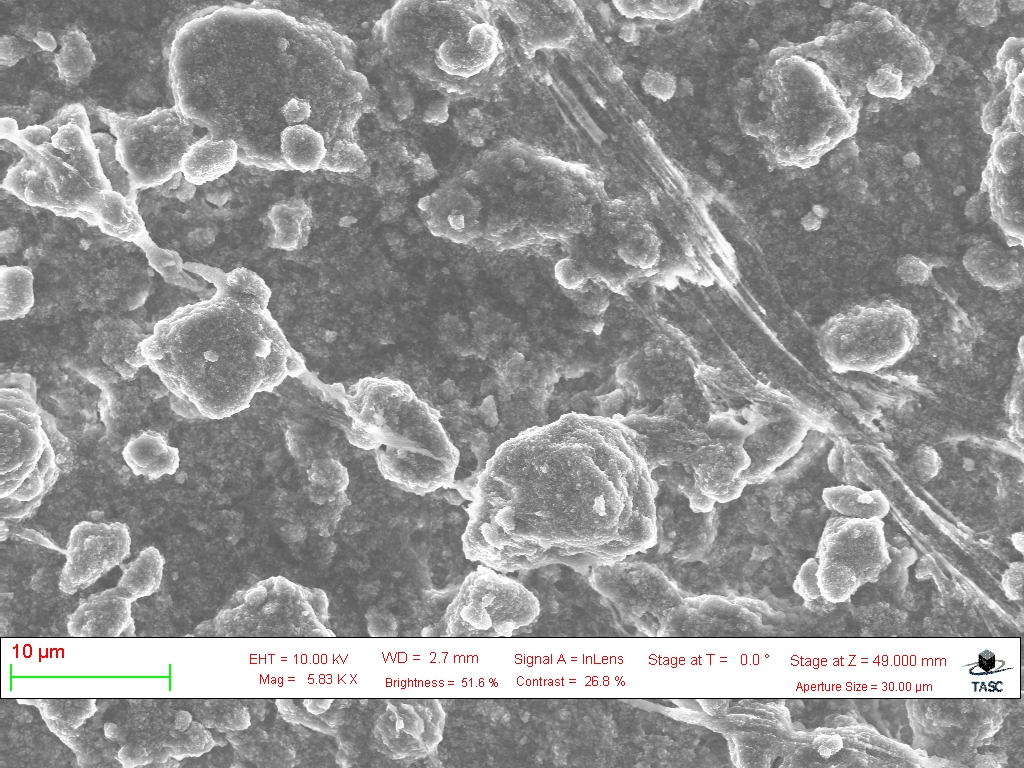 10 µm
EHT = 10.00 kV WD = 2.7 mm Signal A = InLens Stage at T = 0.0 ° Stage at Z = 49.000 mm
Mag = 5.83 K X Brightness = 51.6 % Contrast = 26.8 % Aperture Size = 30.00 µm
TASC